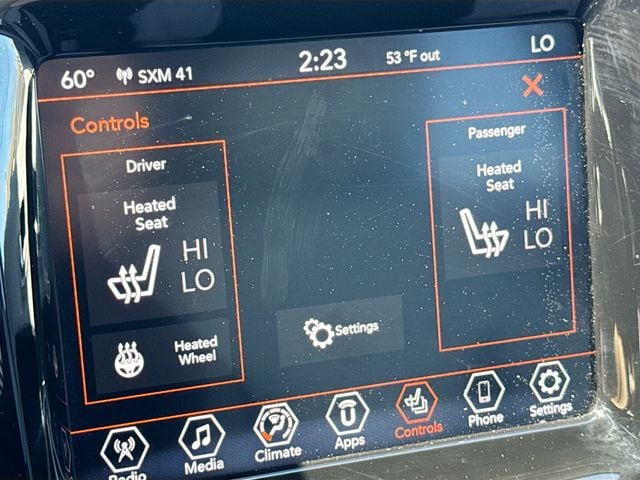 60° SXM 41 2:23 53 °F out LO
Controls
Driver
Heated
Seat
HI
LO
Heated
Wheel
Settings
Passenger
Heated
Seat
HI
LO
Radio Media Climate Apps Controls Phone Settings